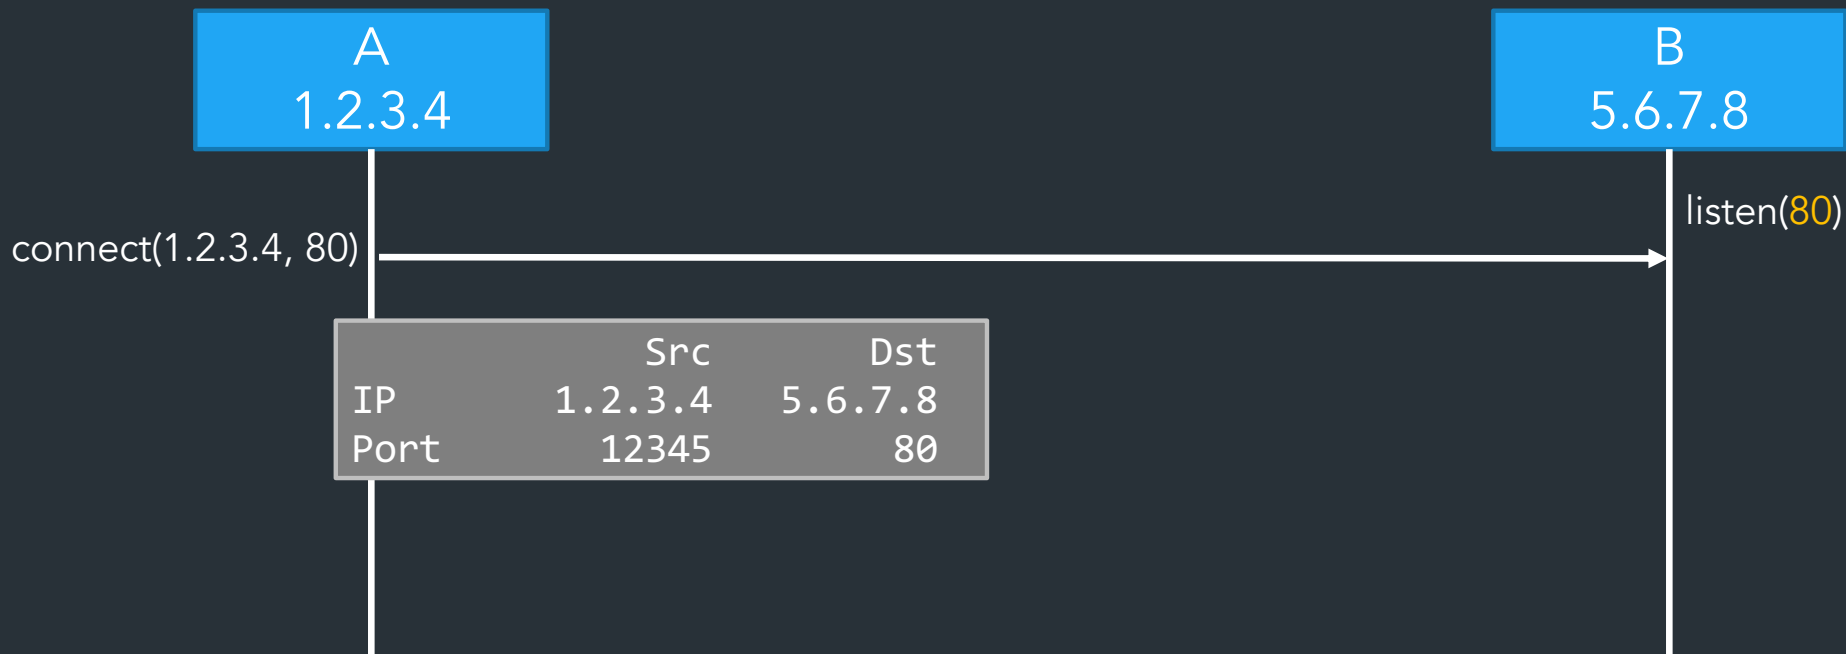 A
1.2.3.4
B
5.6.7.8
listen(80)
connect(1.2.3.4, 80)
Src Dst
IP 1.2.3.4 5.6.7.8
Port 12345 80